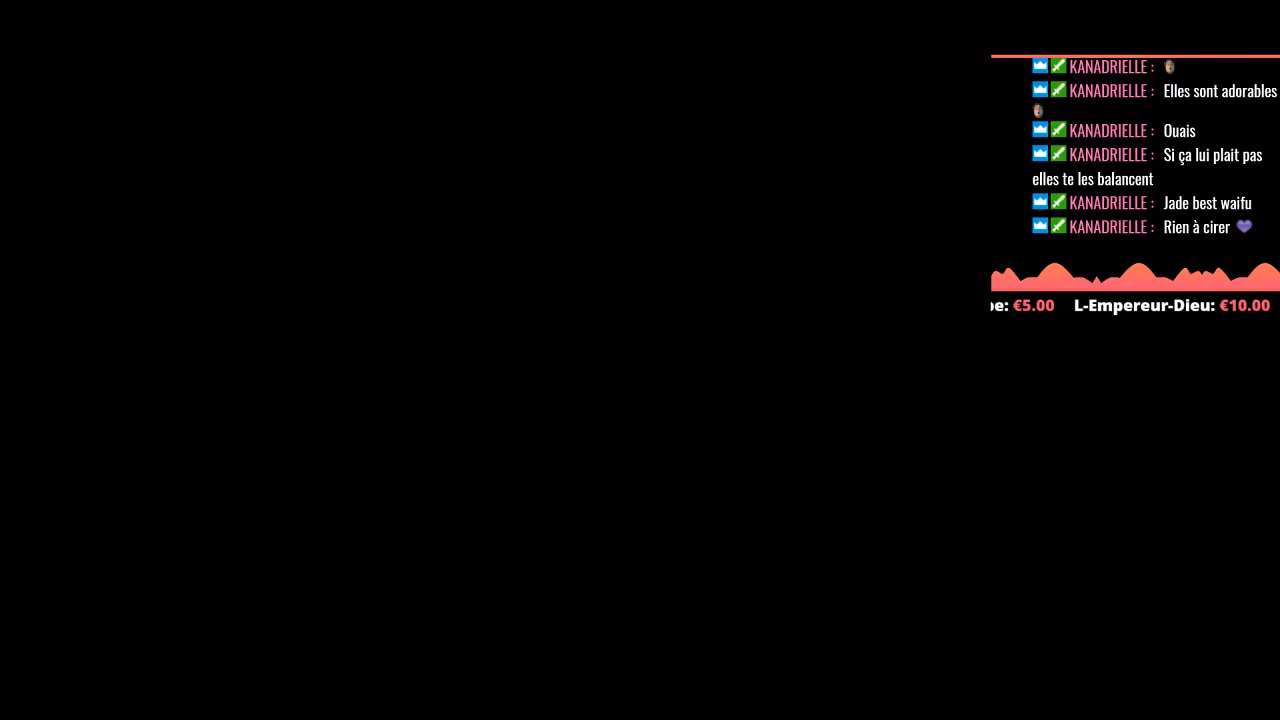 KANADRIELLE :
KANADRIELLE : Elles sont adorables
KANADRIELLE : Ouais
KANADRIELLE : Si ça lui plait pas
elles te les balancent
KANADRIELLE : Jade best waifu
KANADRIELLE : Rien à cirer
€5.00 L-Empereur-Dieu: €10.00